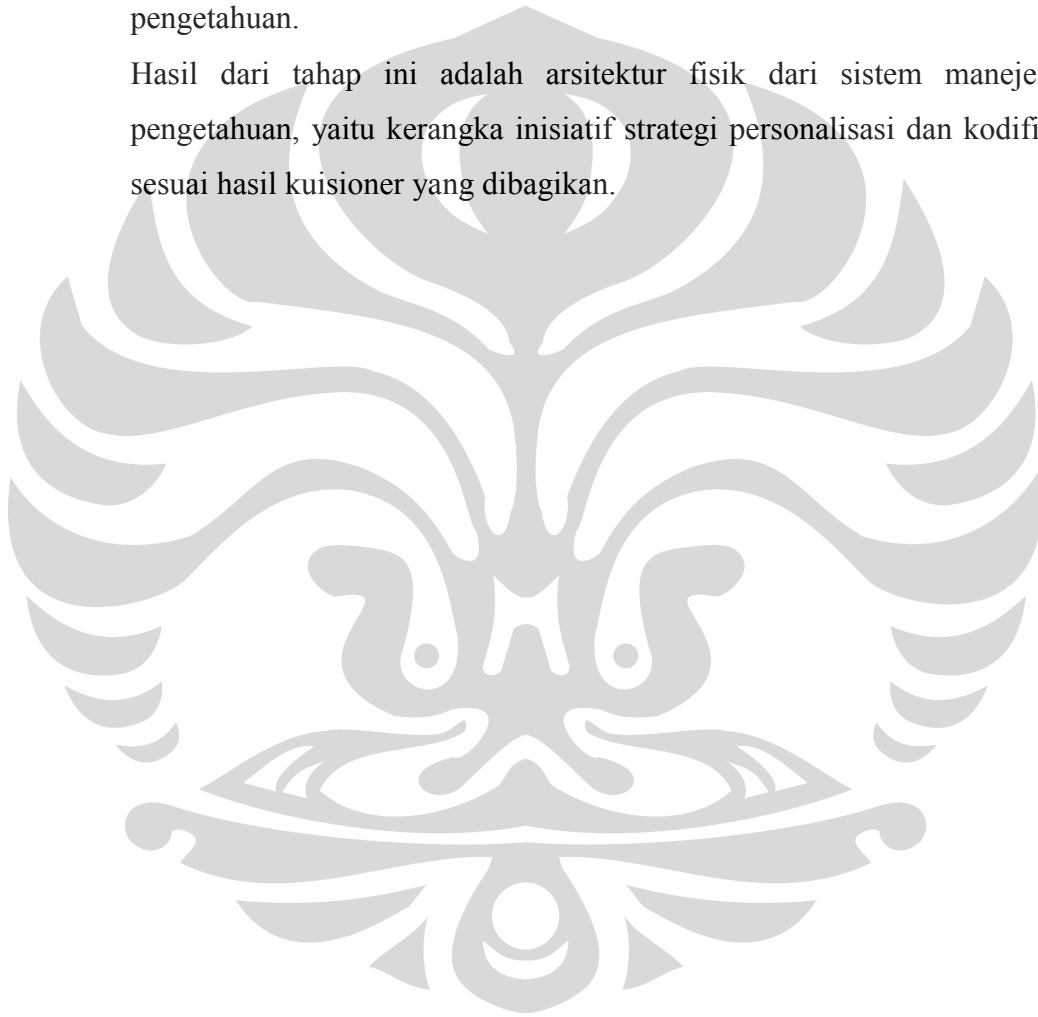 pengetahuan.
Hasil dari tahap ini adalah arsitektur fisik dari sistem manejer
pengetahuan, yaitu kerangka inisiatif strategi personalisasi dan kodifi
sesuai hasil kuisioner yang dibagikan.